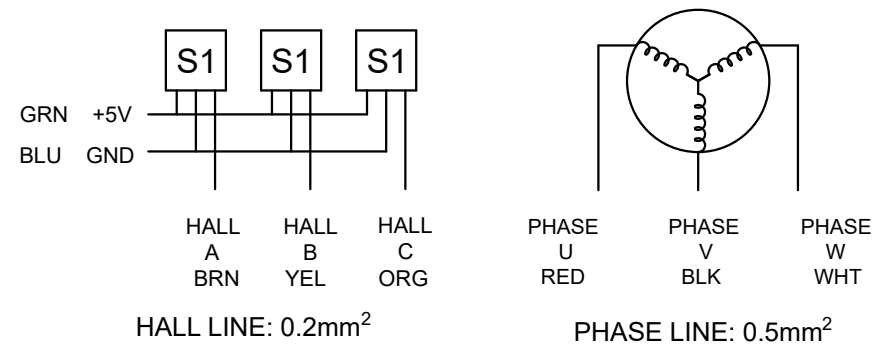 S1 S1 S1
GRN +5V
BLU GND
HALL HALL HALL
A B C
BRN YEL ORG
HALL LINE: 0.2mm²
PHASE PHASE PHASE
U V W
RED BLK WHT
PHASE LINE: 0.5mm²